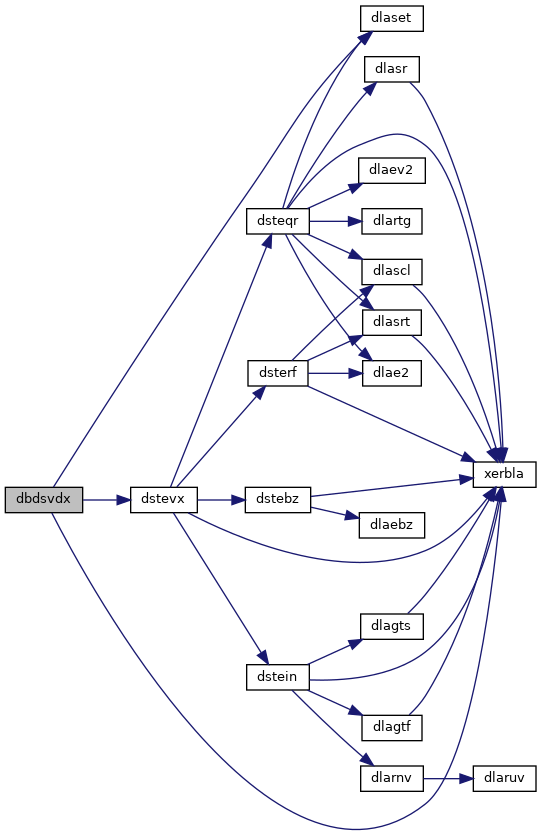 dlaset
dlasr
dlaev2
dsteqr
dlartg
dlascl
dlasrt
dsterf
dlae2
xerbla
dbdsvdx
dstevx
dstebz
dlaebz
dlagts
dstein
dlagtf
dlarnv
dlaruv